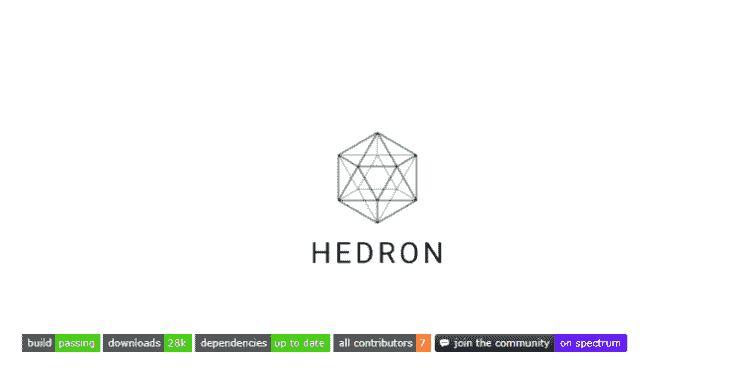 HEDRON
build passing downloads 28k dependencies up to date all contributors 7 join the community on spectrum